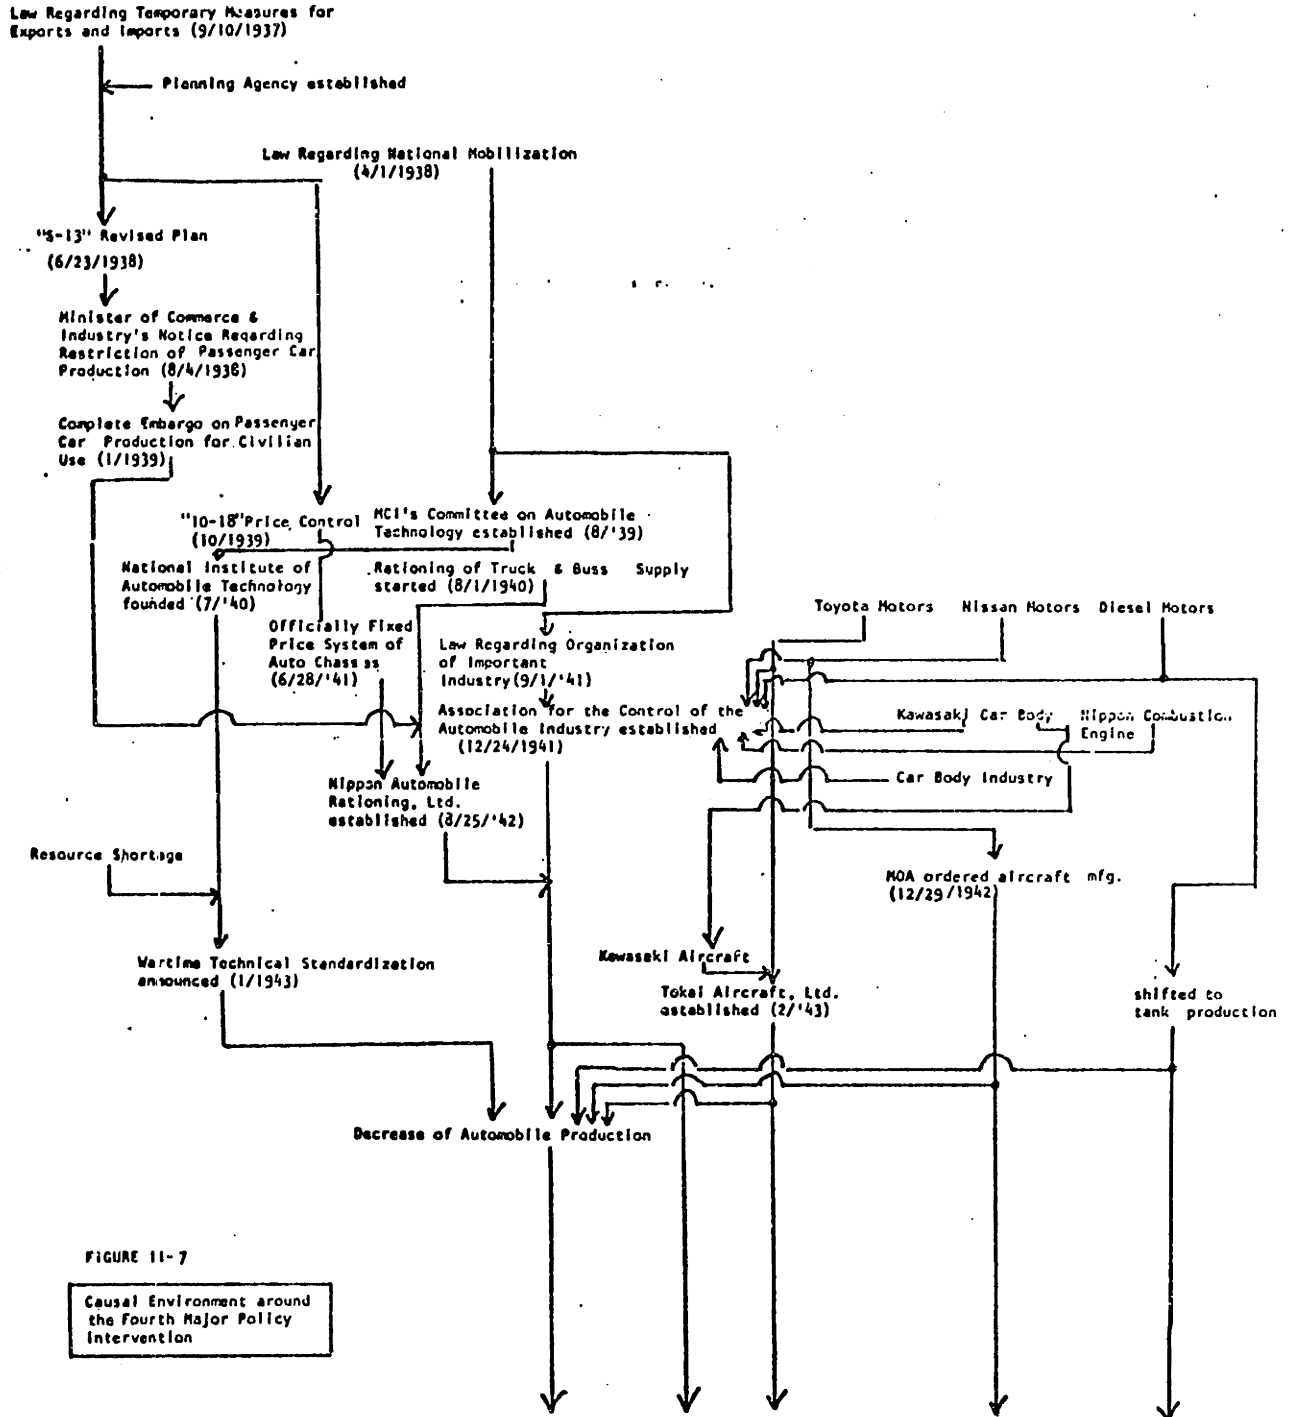 Law Regarding Temporary Measures for
Exports and Imports (9/10/1937)
Planning Agency established
Law Regarding National Mobilization
(4/1/1938)
"S-13" Revised Plan
(6/23/1938)
Minister of Commerce &
Industry's Notice Regarding
Restriction of Passenger Car
Production (8/4/1938)
Complete Embargo on Passenger
Car Production for Civilian
Use (1/1939)
"10-18" Price Control
(10/1939)
MCI's Committee on Automobile
Technology established (8/'39)
National Institute of
Automobile Technology
founded (7/'40)
Rationing of Truck & Buss Supply
started (8/1/1940)
Officially Fixed
Price System of
Auto Chassis
(6/28/'41)
Law Regarding Organization
of Important
Industry (9/1/'41)
Toyota Motors
Nissan Motors
Diesel Motors
Association for the Control of the
Automobile Industry established
(12/24/1941)
Kawasaki Car Body
Nippon Combustion
Engine
Car Body Industry
Nippon Automobile
Rationing, Ltd.
established (8/25/'42)
Resource Shortage
MOA ordered aircraft mfg.
(12/29/1942)
Wartime Technical Standardization
announced (1/1943)
Kawasaki Aircraft
Tokai Aircraft, Ltd.
established (2/'43)
shifted to
tank production
Decrease of Automobile Production
FIGURE II-7
Causal Environment around
the Fourth Major Policy
Intervention